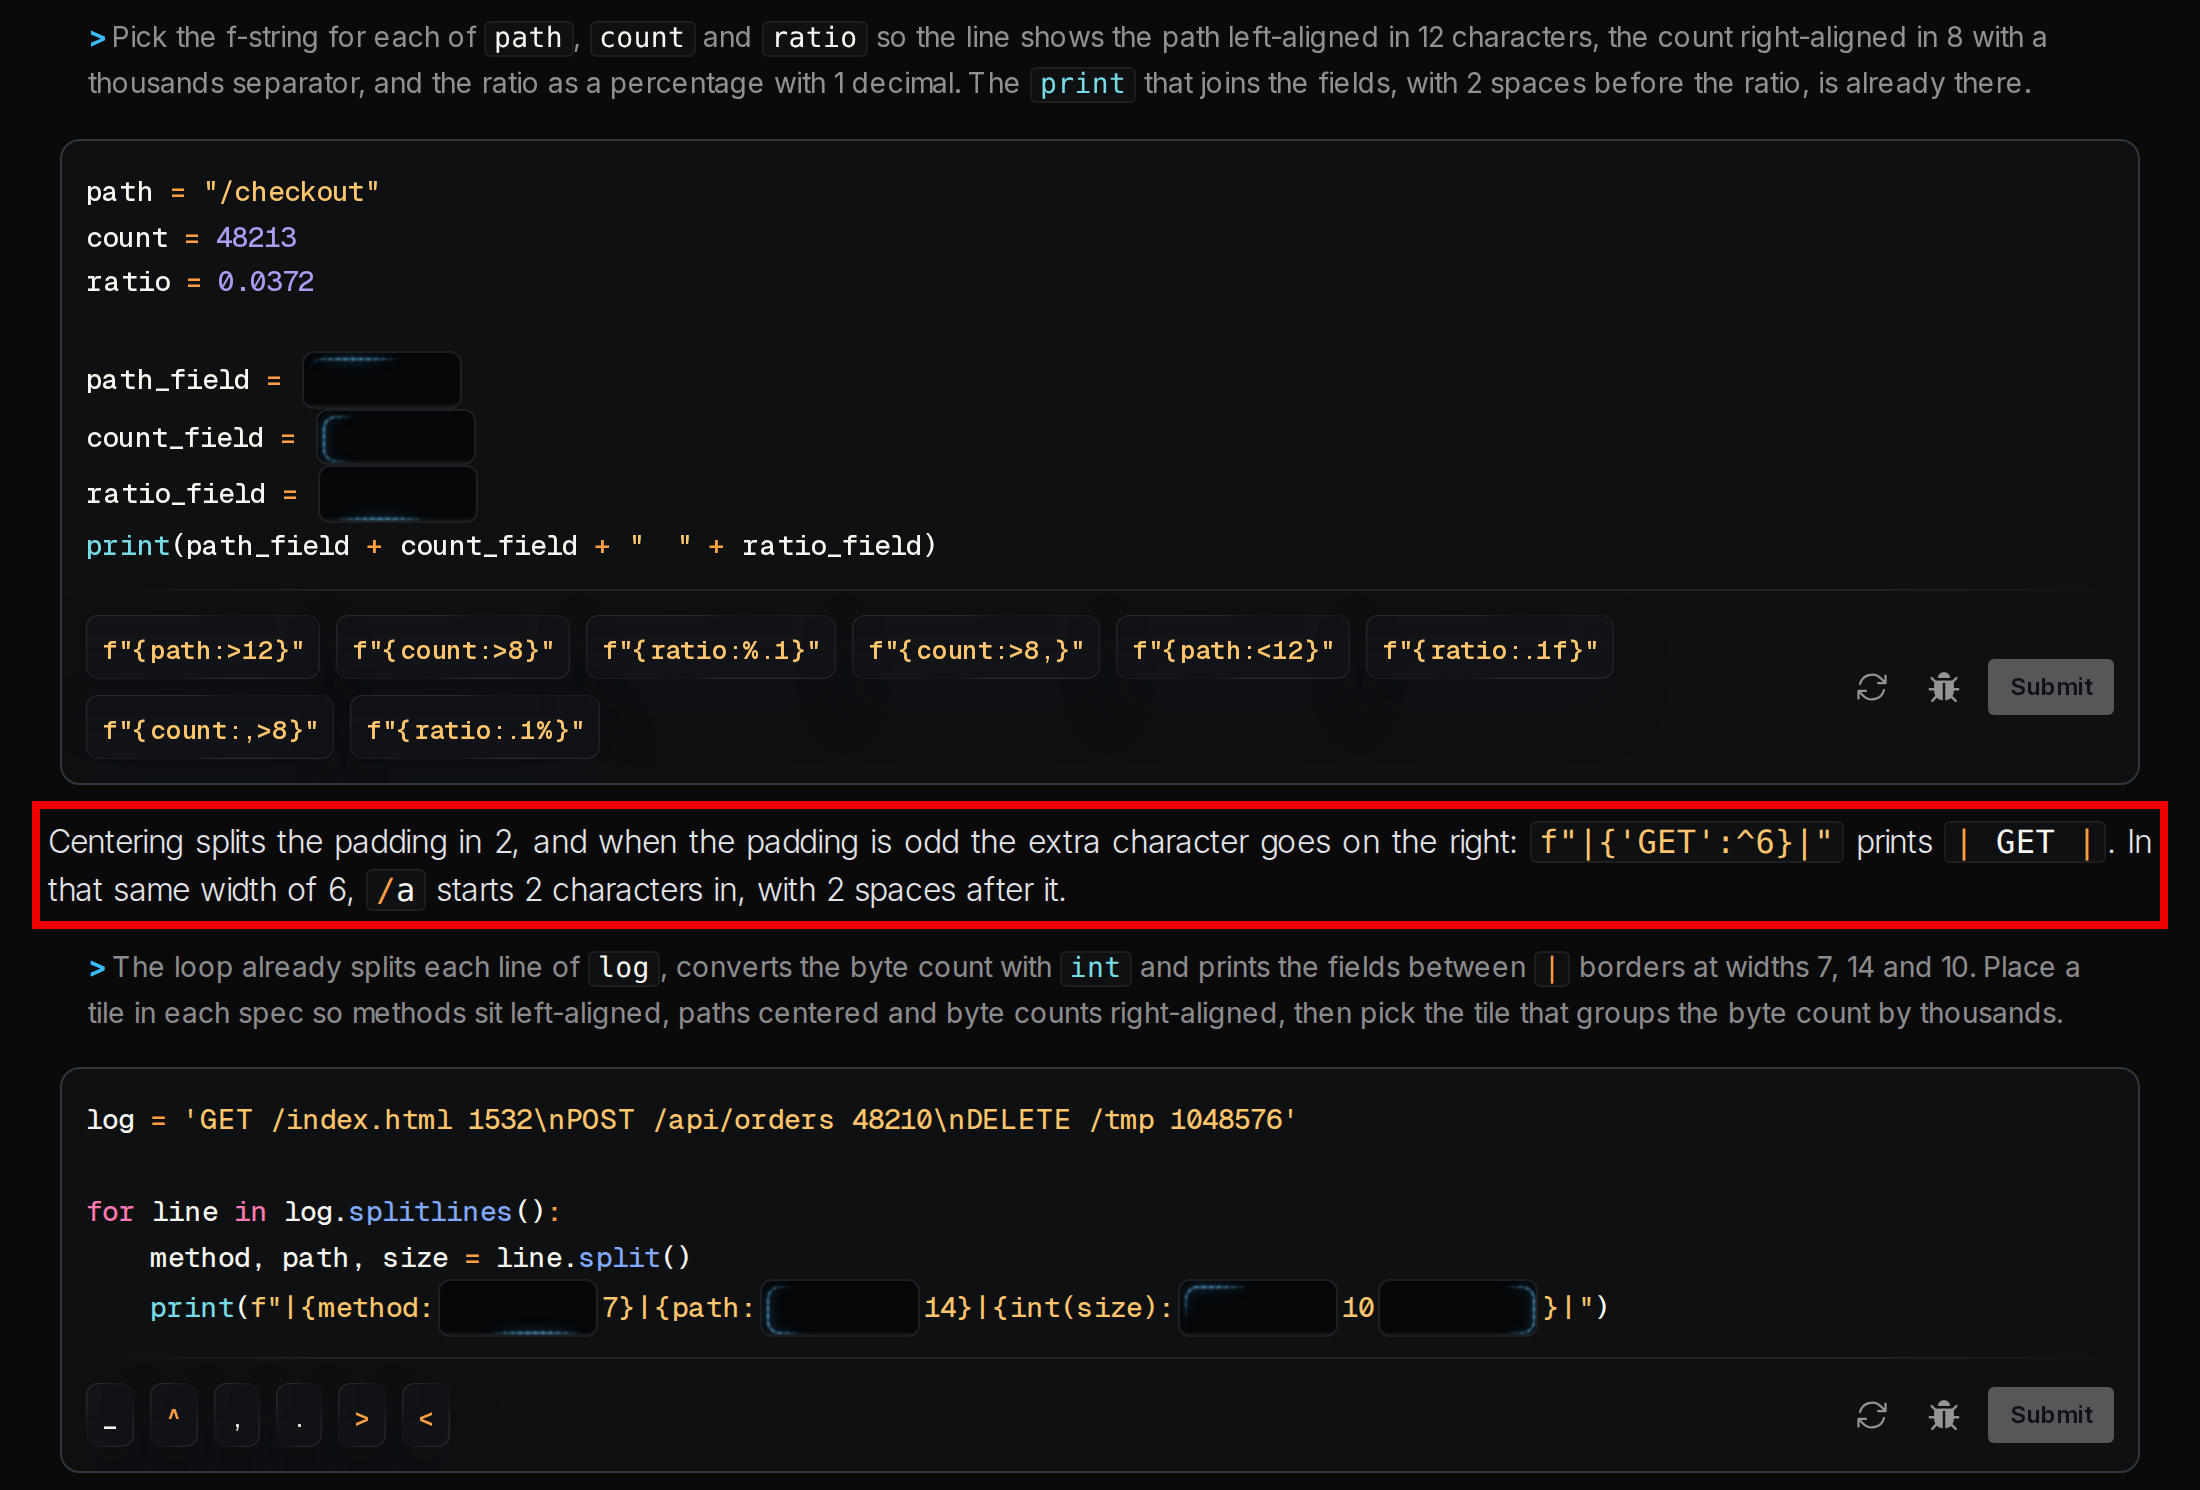 > Pick the f-string for each of path, count and ratio so the line shows the path left-aligned in 12 characters, the count right-aligned in 8 with a
thousands separator, and the ratio as a percentage with 1 decimal. The print that joins the fields, with 2 spaces before the ratio, is already there.
path = "/checkout"
count = 48213
ratio = 0.0372
path_field =
count_field =
ratio_field =
print(path_field + count_field + "  " + ratio_field)
f"{path:>12}" f"{count:>8}" f"{ratio:%.1}" f"{count:>8,}" f"{path:<12}" f"{ratio:.1f}"
f"{count:,>8}" f"{ratio:.1%}"
Submit
Centering splits the padding in 2, and when the padding is odd the extra character goes on the right: f"|{'GET':^6}|" prints | GET  |. In
that same width of 6, /a starts 2 characters in, with 2 spaces after it.
> The loop already splits each line of log, converts the byte count with int and prints the fields between | borders at widths 7, 14 and 10. Place a
tile in each spec so methods sit left-aligned, paths centered and byte counts right-aligned, then pick the tile that groups the byte count by thousands.
log = 'GET /index.html 1532\nPOST /api/orders 48210\nDELETE /tmp 1048576'
for line in log.splitlines():
    method, path, size = line.split()
    print(f"|{method: 7}|{path: 14}|{int(size): 10 }|")
_ ^ , . > <
Submit